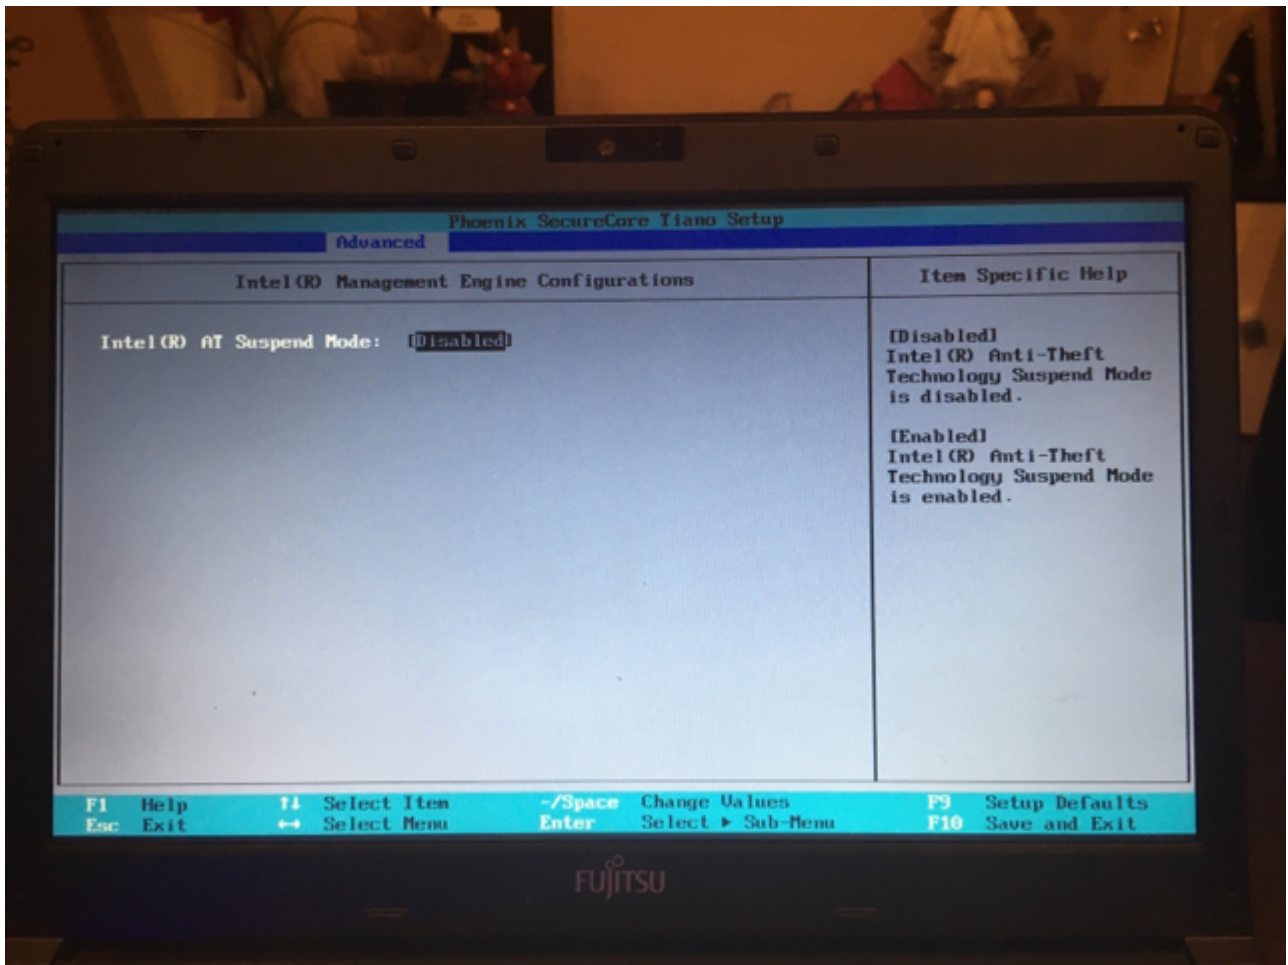 Phoenix SecureCore Tiano Setup
Advanced
Intel(R) Management Engine Configurations
Intel(R) AT Suspend Mode: [Disabled]
Item Specific Help
[Disabled]
Intel(R) Anti-Theft
Technology Suspend Mode
is disabled.
[Enabled]
Intel(R) Anti-Theft
Technology Suspend Mode
is enabled.
F1 Help ↑↓ Select Item -/Space Change Values F9 Setup Defaults
Esc Exit ←→ Select Menu Enter Select ▶ Sub-Menu F10 Save and Exit
FUJITSU